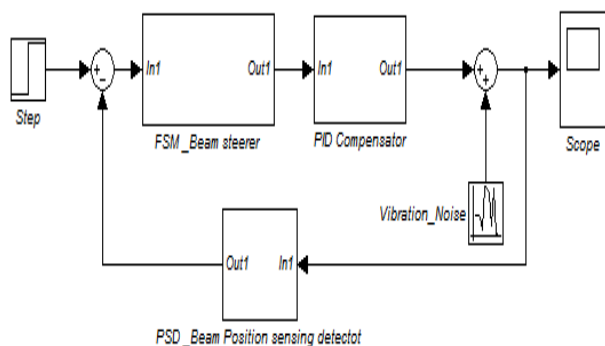 Step
+
−
In1
Out1
FSM _Beam steerer
In1
Out1
PID Compensator
+
+
Scope
Vibration_Noise
Out1
In1
PSD _Beam Position sensing detectot